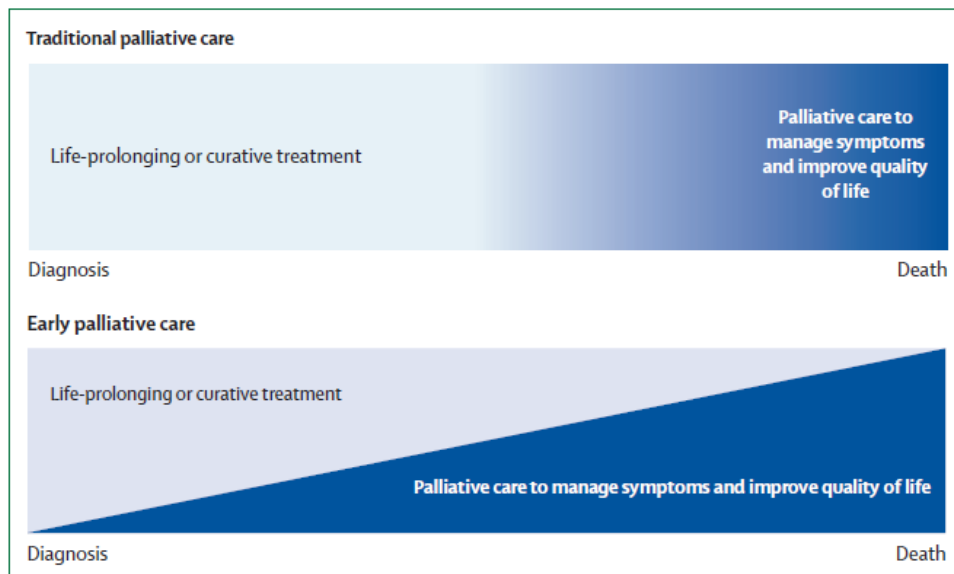 Traditional palliative care
Life-prolonging or curative treatment
Palliative care to
manage symptoms
and improve quality
of life
Diagnosis
Death
Early palliative care
Life-prolonging or curative treatment
Palliative care to manage symptoms and improve quality of life
Diagnosis
Death